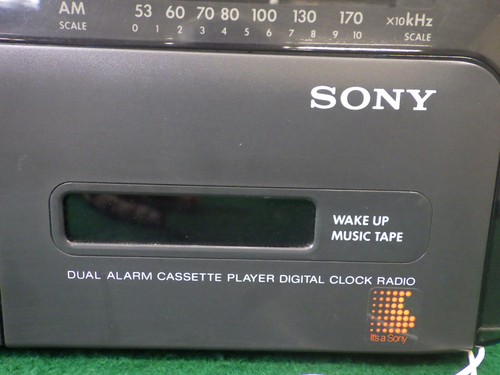 AM 53 60 70 80 100 130 170 ×10kHz
SCALE 0 1 2 3 4 5 6 7 8 9 10 SCALE
SONY
WAKE UP
MUSIC TAPE
DUAL ALARM CASSETTE PLAYER DIGITAL CLOCK RADIO
It's a Sony